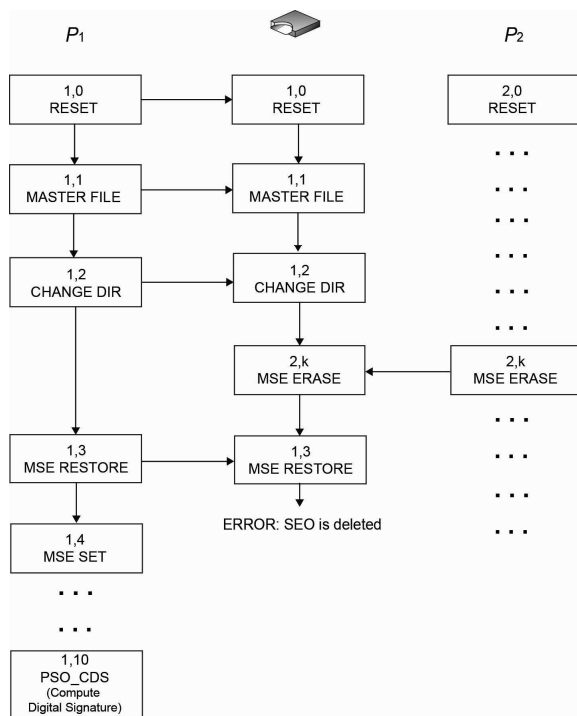 P1
P2
1,0
RESET
1,0
RESET
2,0
RESET
. . .
1,1
MASTER FILE
1,1
MASTER FILE
. . .
. . .
. . .
1,2
CHANGE DIR
1,2
CHANGE DIR
. . .
. . .
2,k
MSE ERASE
2,k
MSE ERASE
. . .
1,3
MSE RESTORE
1,3
MSE RESTORE
. . .
. . .
ERROR: SEO is deleted
. . .
1,4
MSE SET
. . .
. . .
1,10
PSO_CDS
(Compute
Digital Signature)